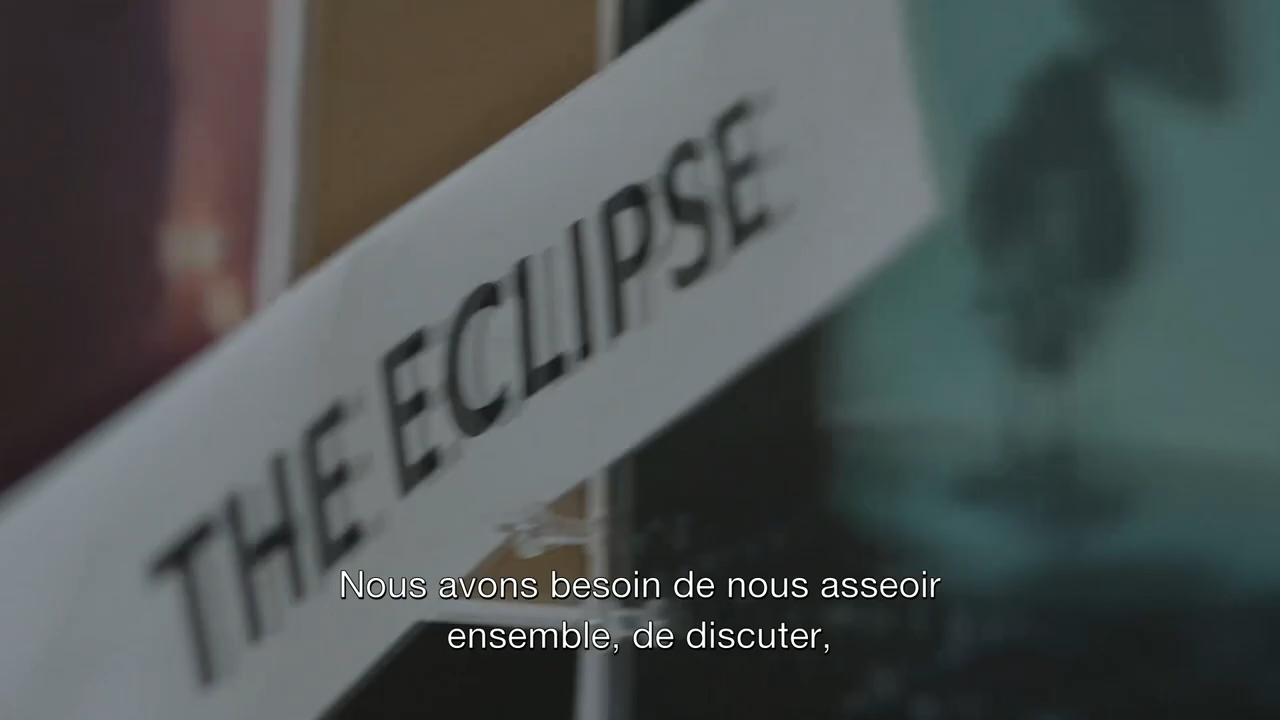 THE ECLIPSE
Nous avons besoin de nous asseoir
ensemble, de discuter,